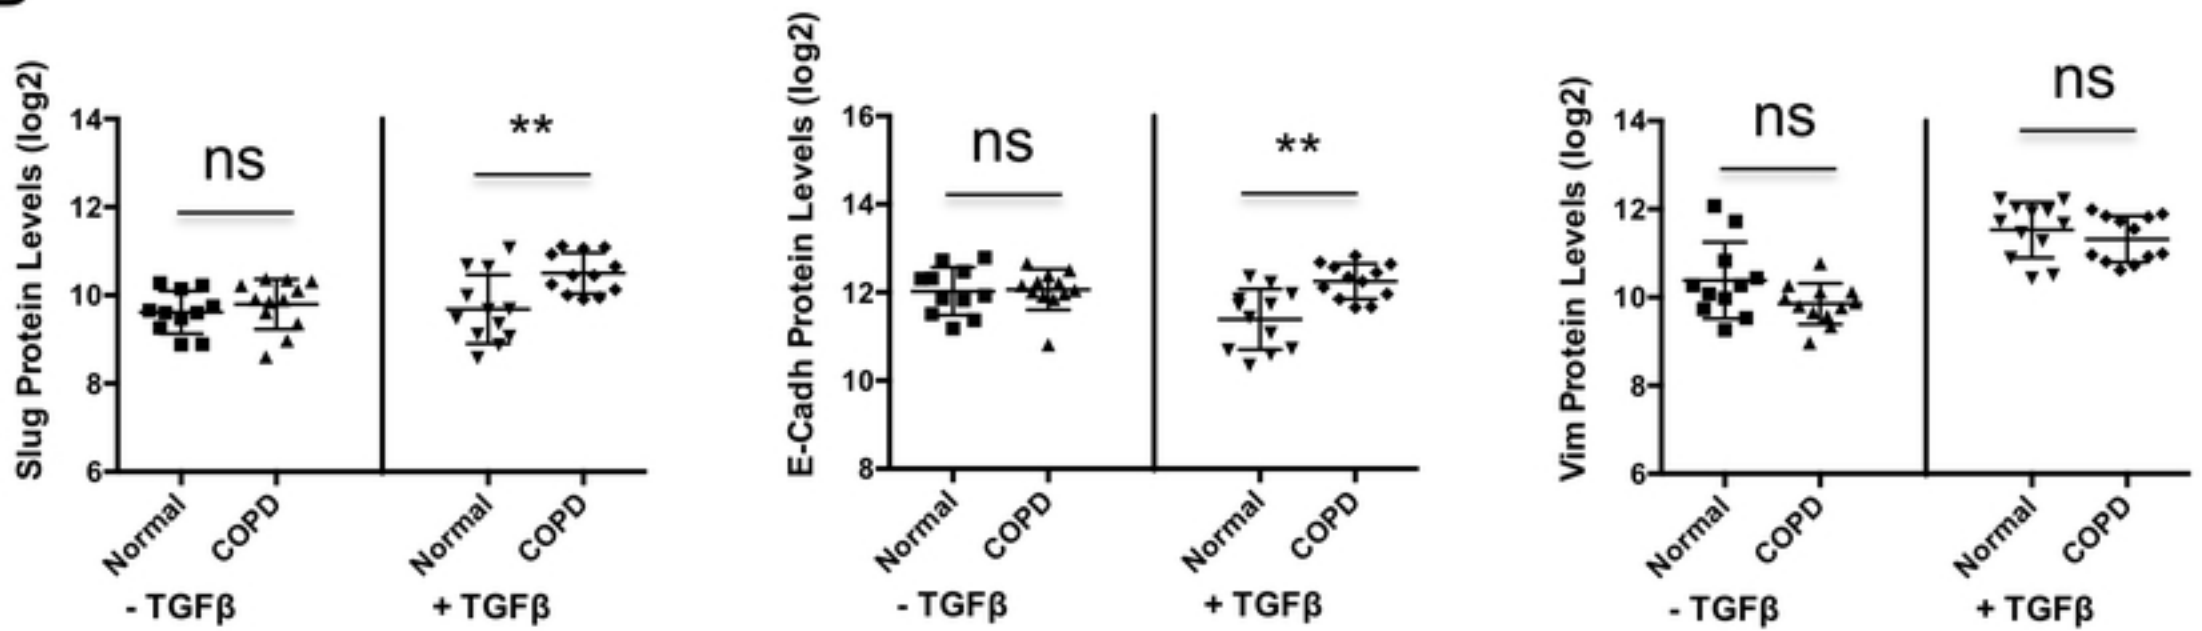 Slug Protein Levels (log2)
14
12
10
8
6
ns
**
Normal
COPD
Normal
COPD
- TGFβ
+ TGFβ
E-Cadh Protein Levels (log2)
16
14
12
10
8
ns
**
Normal
COPD
Normal
COPD
- TGFβ
+ TGFβ
Vim Protein Levels (log2)
14
12
10
8
6
ns
ns
Normal
COPD
Normal
COPD
- TGFβ
+ TGFβ